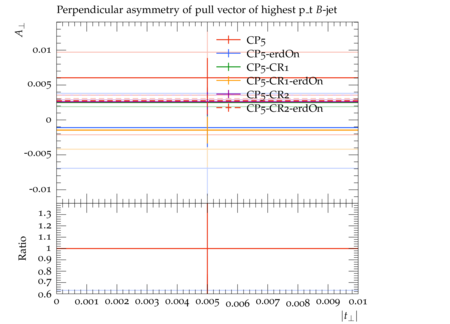 Perpendicular asymmetry of pull vector of highest p_t B-jet
A⊥
CP5
CP5-erdOn
CP5-CR1
CP5-CR1-erdOn
CP5-CR2
CP5-CR2-erdOn
0.01
0.005
0
-0.005
-0.01
Ratio
1.3
1.2
1.1
1
0.9
0.8
0.7
0.6
0 0.001 0.002 0.003 0.004 0.005 0.006 0.007 0.008 0.009 0.01
|t⊥|